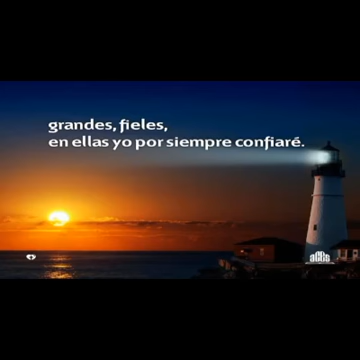 grandes, fieles,
en ellas yo por siempre confiaré.